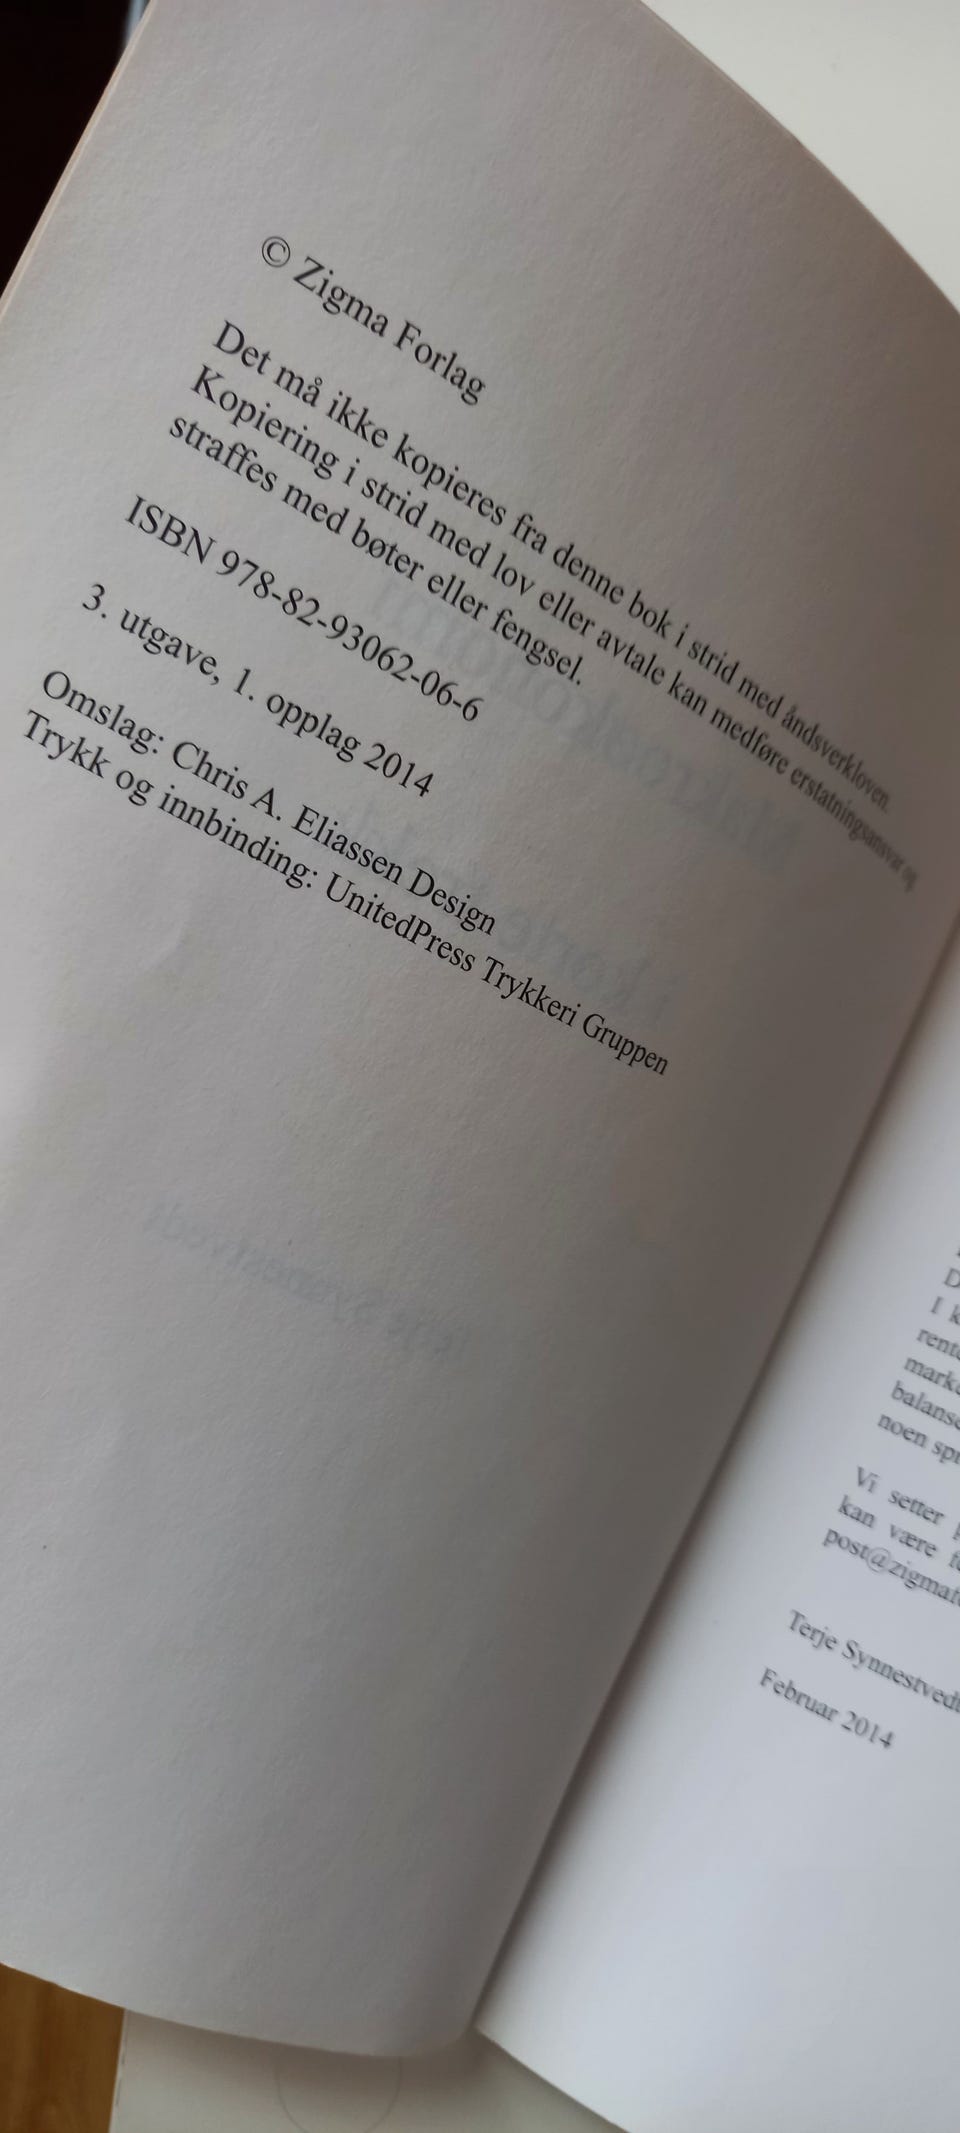 © Zigma Forlag
Det må ikke kopieres fra denne bok i strid med åndsverkloven.
Kopiering i strid med lov eller avtale kan medføre erstatningsansvar og
straffes med bøter eller fengsel.
ISBN 978-82-93062-06-6
3. utgave, 1. opplag 2014
Omslag: Chris A. Eliassen Design
Trykk og innbinding: UnitedPress Trykkeri Gruppen
I
noen
Vi setter
kan være
Terje Synnestvedt
Februar 2014